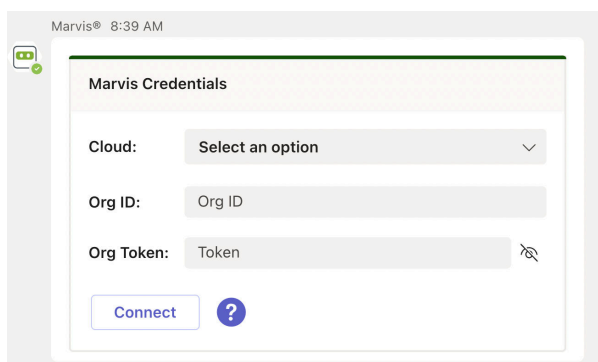 Marvis® 8:39 AM
Marvis Credentials
Cloud: Select an option
Org ID: Org ID
Org Token: Token
Connect ?